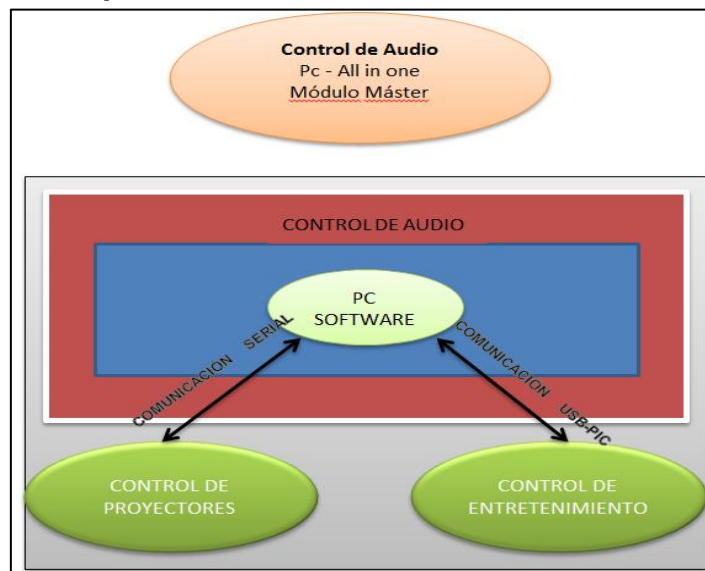 Control de Audio
Pc - All in one
Módulo Máster
CONTROL DE AUDIO
PC
SOFTWARE
COMUNICACIÓN SERIAL
COMUNICACION USB-PIC
CONTROL DE
PROYECTORES
CONTROL DE
ENTRETENIMIENTO